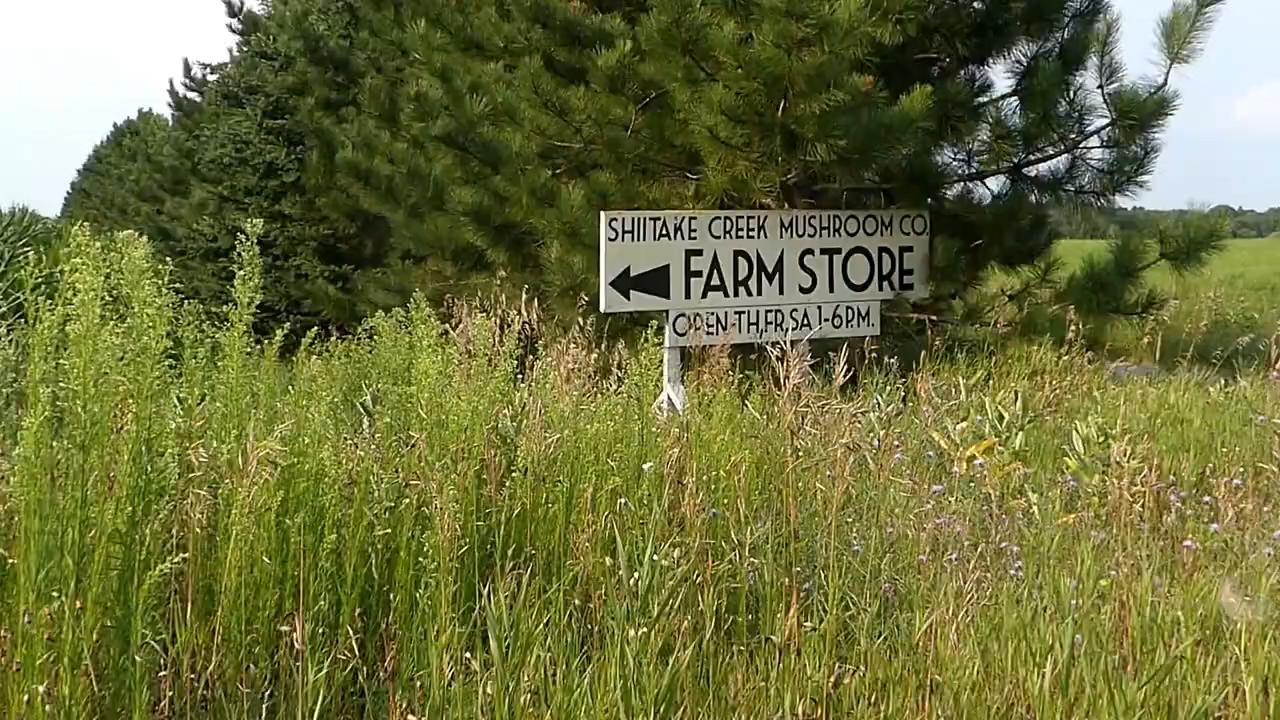 SHIITAKE CREEK MUSHROOM CO.
FARM STORE
OPEN-TH,FR,SA 1-6P.M.